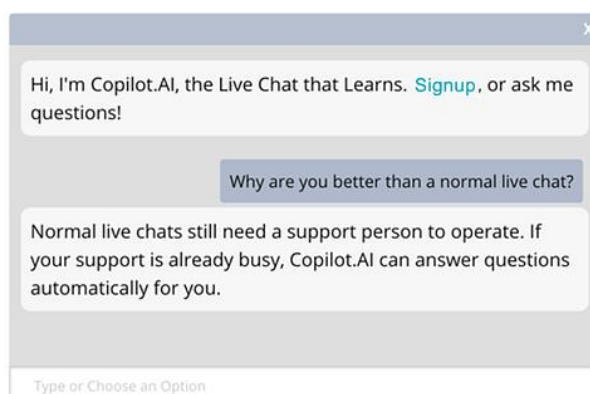 X
Hi, I'm Copilot.AI, the Live Chat that Learns. Signup, or ask me
questions!
Why are you better than a normal live chat?
Normal live chats still need a support person to operate. If
your support is already busy, Copilot.AI can answer questions
automatically for you.
Type or Choose an Option